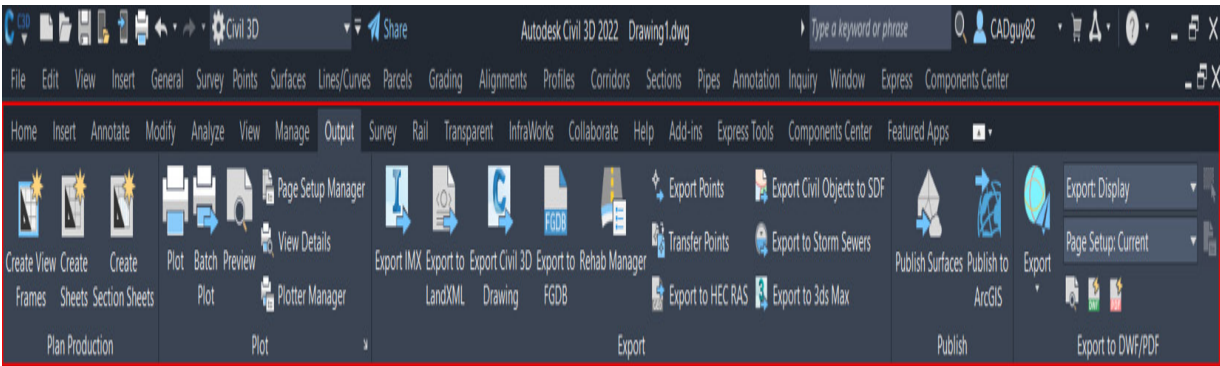 C3D Civil 3D Share Autodesk Civil 3D 2022 Drawing1.dwg Type a keyword or phrase CADguy82
File Edit View Insert General Survey Points Surfaces Lines/Curves Parcels Grading Alignments Profiles Corridors Sections Pipes Annotation Inquiry Window Express Components Center
Home Insert Annotate Modify Analyze View Manage Output Survey Rail Transparent InfraWorks Collaborate Help Add-ins Express Tools Components Center Featured Apps
Create View
Frames
Create
Sheets
Create
Section Sheets
Plan Production
Plot
Batch
Plot
Preview
Page Setup Manager
View Details
Plotter Manager
Plot
Export IMX
Export to
LandXML
Export Civil 3D
Drawing
FGDB
Export to
FGDB
Rehab Manager
Export Points
Transfer Points
Export to HEC RAS
Export Civil Objects to SDF
Export to Storm Sewers
Export to 3ds Max
Export
Publish Surfaces
Publish to
ArcGIS
Publish
Export
Export: Display
Page Setup: Current
Export to DWF/PDF